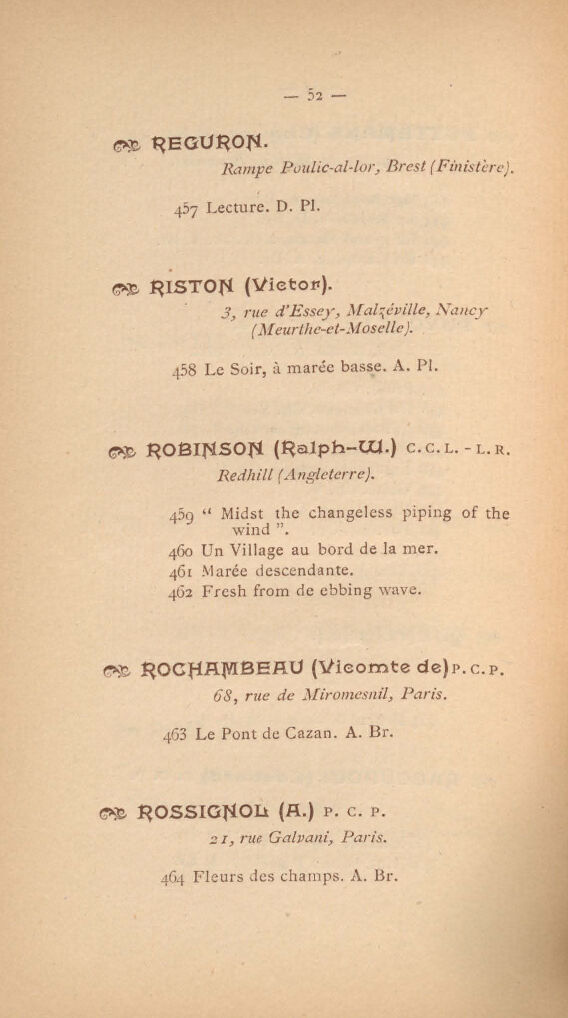 — 52 —
REGURON.
Rampe Poulic-al-lor, Brest (Finistère).
457 Lecture. D. Pl.
RISTON (Victor).
3, rue d'Essey, Malzéville, Nancy
(Meurthe-et-Moselle).
458 Le Soir, à marée basse. A. Pl.
ROBINSON (Ralph-W.) C. C. L. - L. R.
Redhill (Angleterre).
459 “ Midst the changeless piping of the
wind ”.
460 Un Village au bord de la mer.
461 Marée descendante.
462 Fresh from de ebbing wave.
ROCHAMBEAU (Vicomte de) P. C. P.
68, rue de Miromesnil, Paris.
463 Le Pont de Cazan. A. Br.
ROSSIGNOL (A.) P. C. P.
21, rue Galvani, Paris.
464 Fleurs des champs. A. Br.